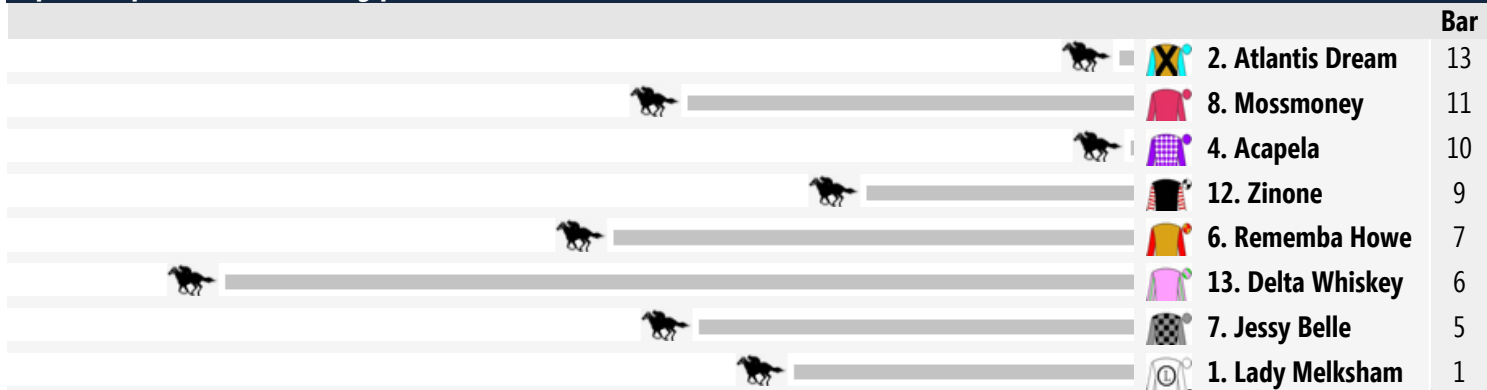 Bar
2. Atlantis Dream 13
8. Mossmoney 11
4. Acapela 10
12. Zinone 9
6. Rememba Howe 7
13. Delta Whiskey 6
7. Jessy Belle 5
L 1. Lady Melksham 1